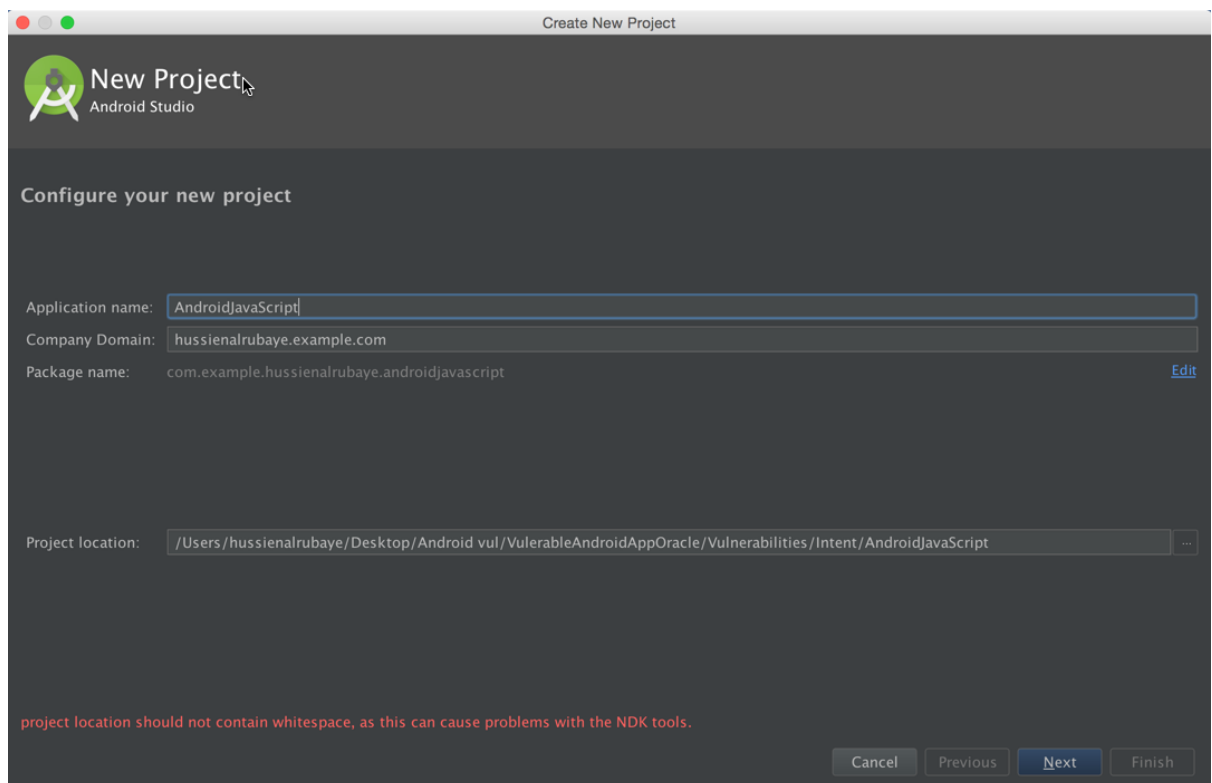 Create New Project
New Project
Android Studio
Configure your new project
Application name: AndroidJavaScript
Company Domain: hussienalrubaye.example.com
Package name: com.example.hussienalrubaye.androidjavascript Edit
Project location: /Users/hussienalrubaye/Desktop/Android vul/VulerableAndroidAppOracle/Vulnerabilities/Intent/AndroidJavaScript ...
project location should not contain whitespace, as this can cause problems with the NDK tools.
Cancel Previous Next Finish